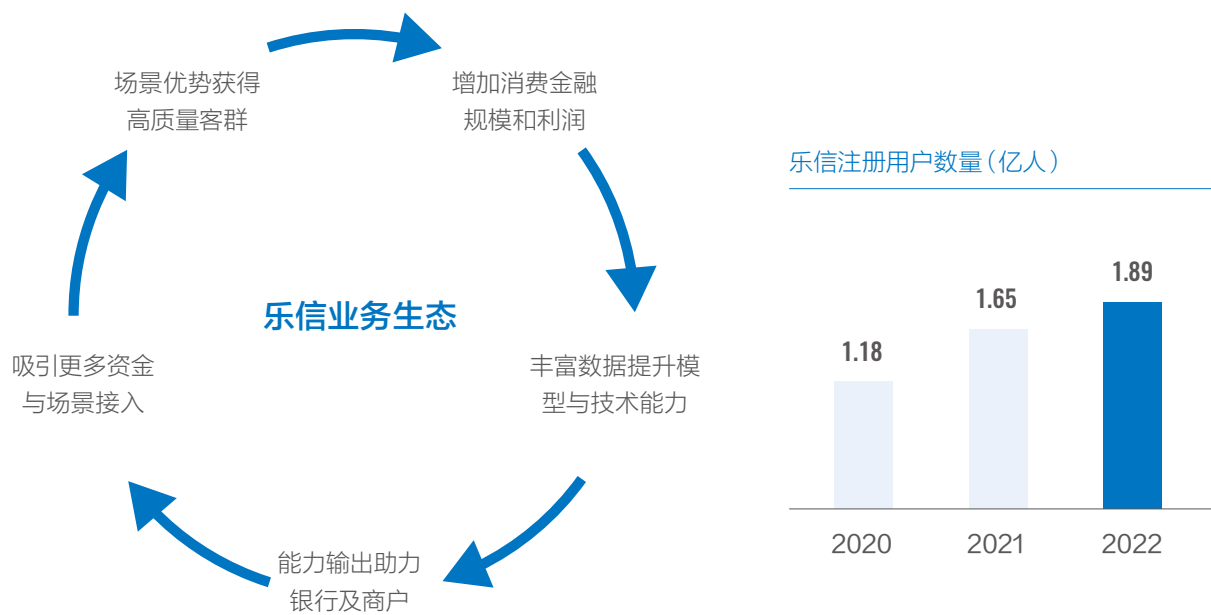 场景优势获得
高质量客群
增加消费金融
规模和利润
乐信业务生态
吸引更多资金
与场景接入
丰富数据提升模
型与技术能力
能力输出助力
银行及商户
乐信注册用户数量（亿人）
1.18
1.65
1.89
2020
2021
2022